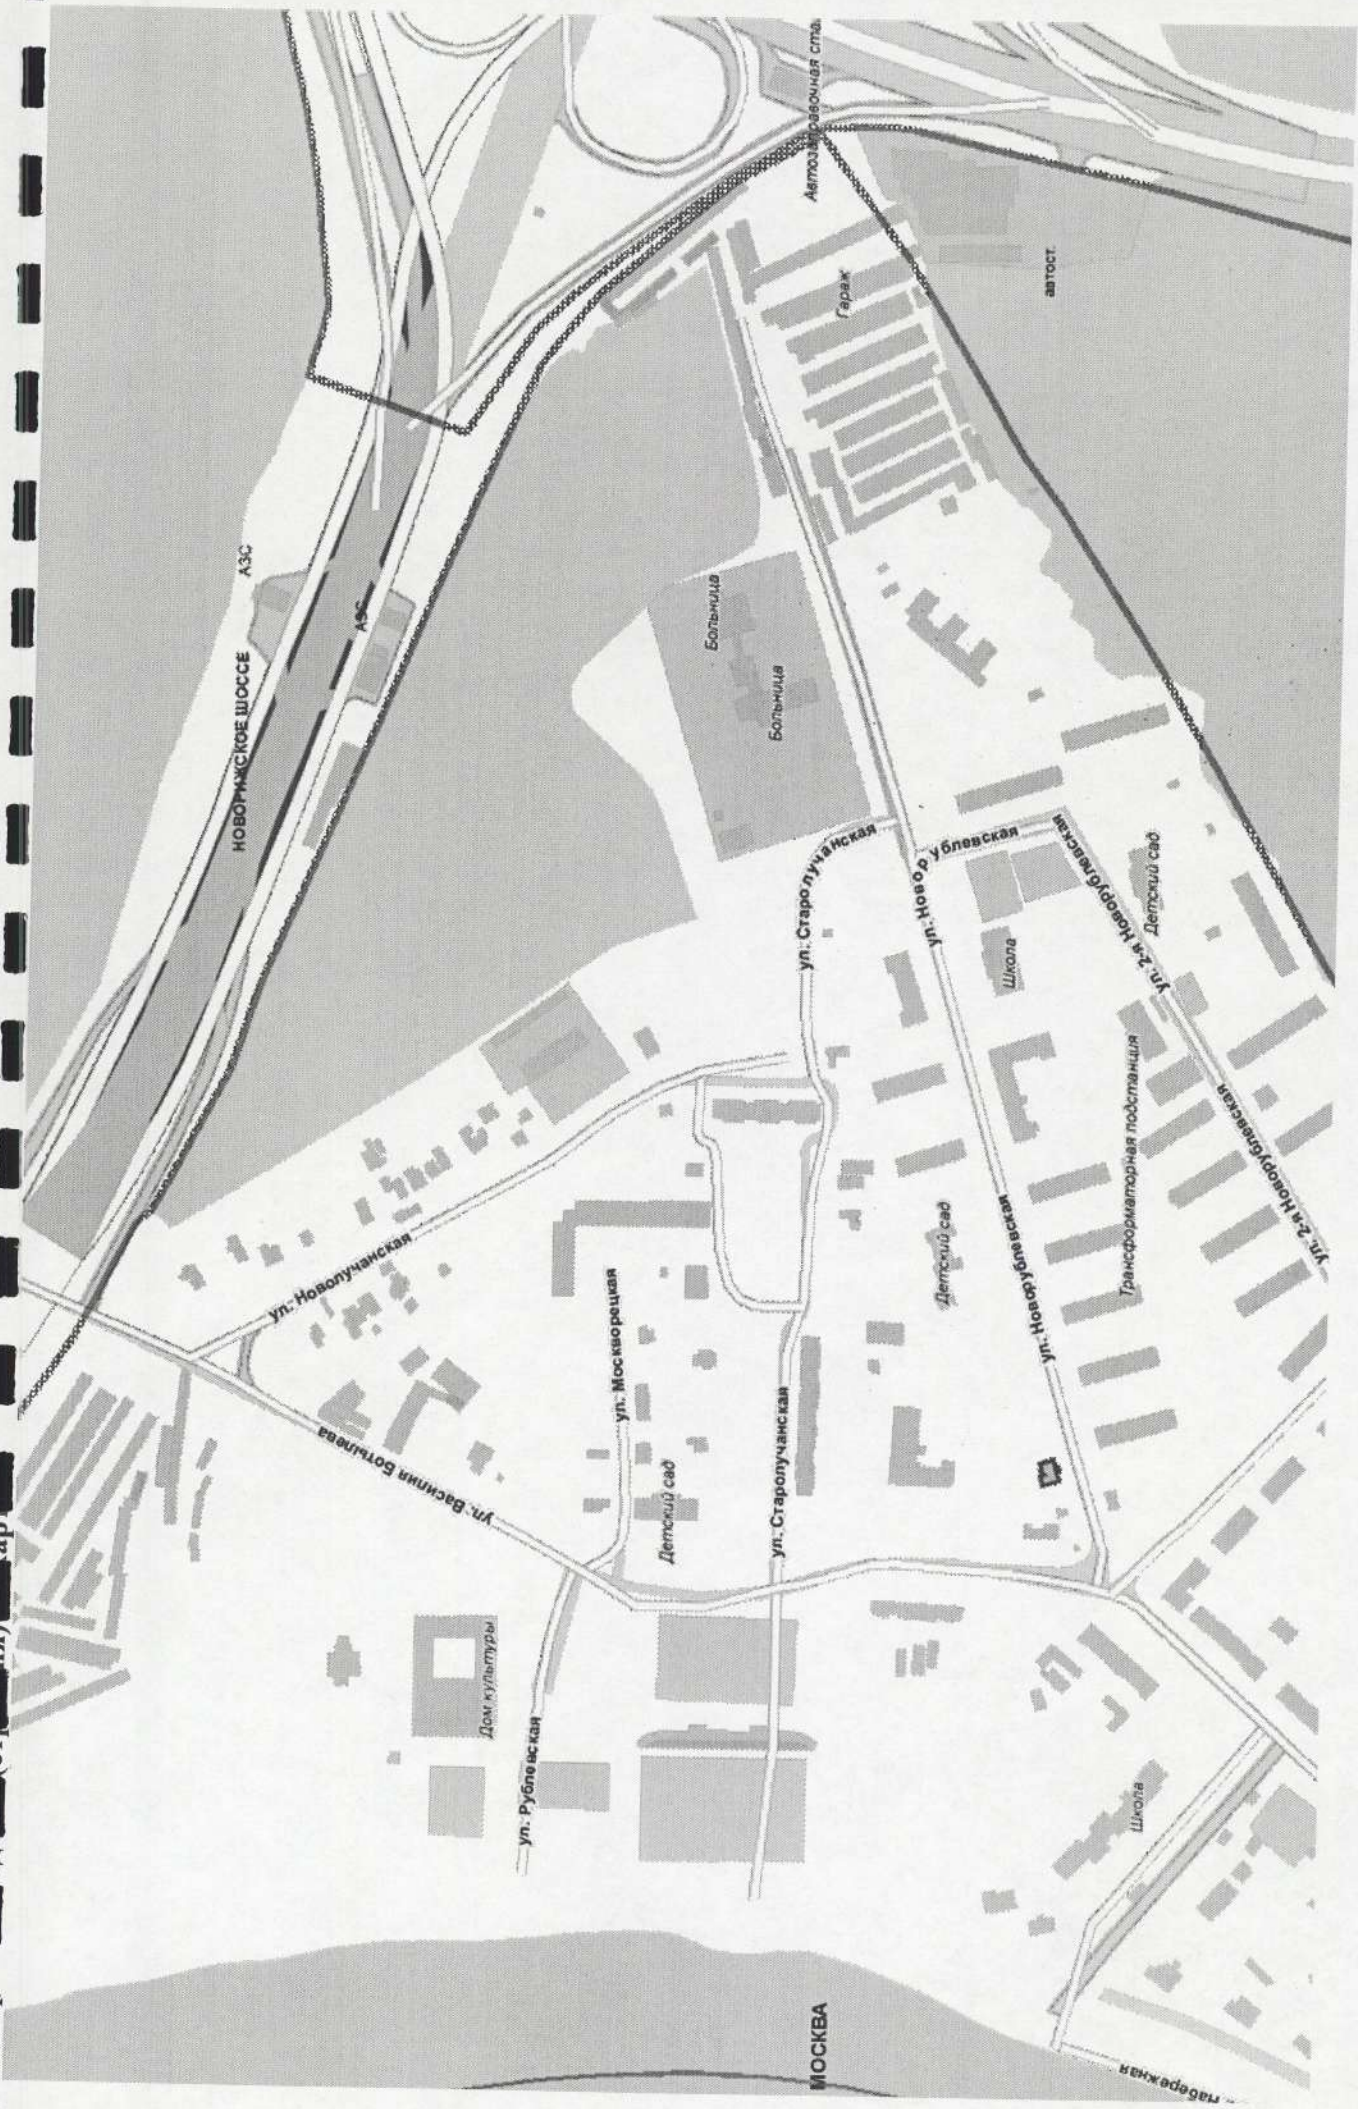 НОВОРИЖСКОЕ ШОССЕ
АЗС
АЗС
Больница
Больница
Гараж
автост.
ул. Старолучанская
ул. Новорублевская
Школа
ул. 2-я Новорублевская
Детский сад
ул. Новолучанская
Трансформаторная подстанция
Детский сад
ул. Новорублевская
ул. 2-я Новорублевская
ул. Москворецкая
ул. Василия Ботылева
Детский сад
ул. Старолучанская
Дом культуры
ул. Рублевская
Школа
МОСКВА
Набережная